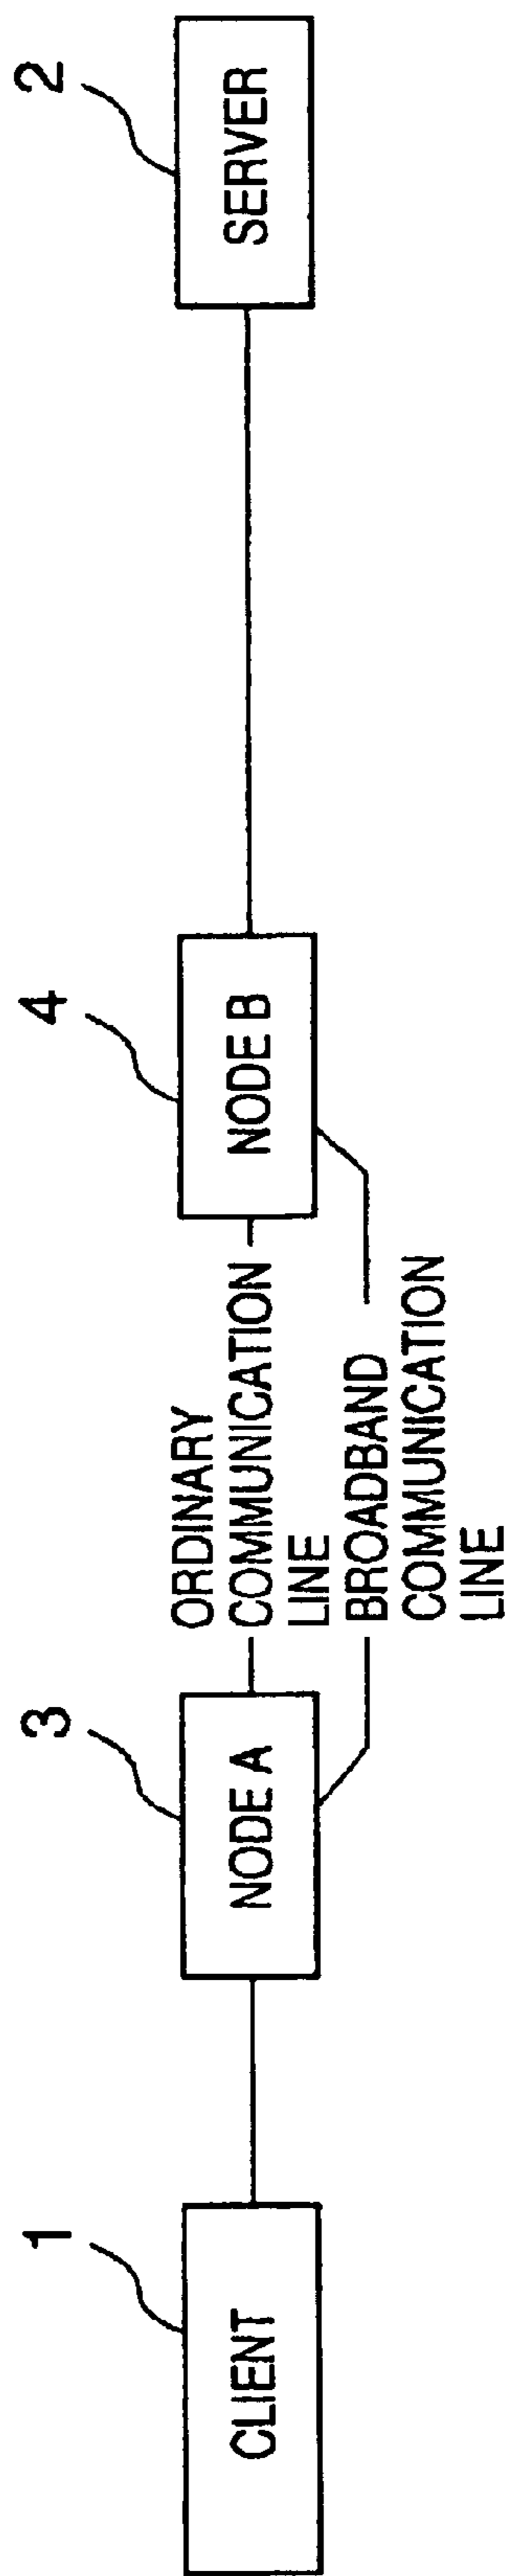 1
CLIENT
3
NODE A
ORDINARY
COMMUNICATION
LINE
BROADBAND
COMMUNICATION
LINE
4
NODE B
2
SERVER